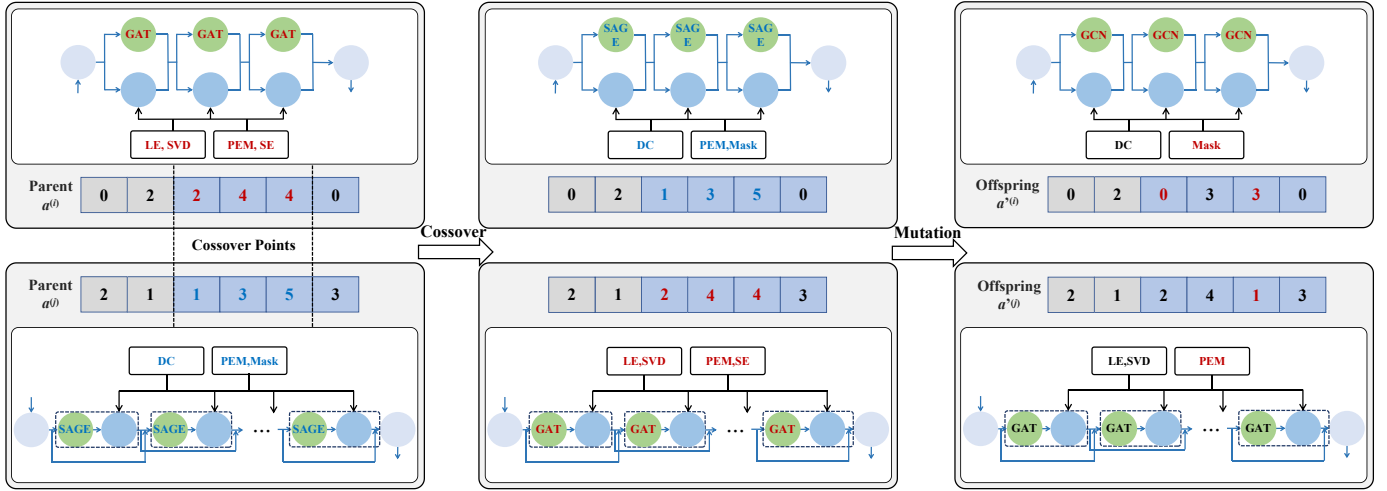 GAT GAT GAT
LE, SVD PEM, SE
Parent
a(i)
0 2 2 4 4 0
Cossover Points
Parent
a(j)
2 1 1 3 5 3
DC PEM,Mask
SAGE SAGE ... SAGE
Crossover
SAG
E
SAG
E
SAG
E
DC PEM,Mask
0 2 1 3 5 0
2 1 2 4 4 3
LE,SVD PEM,SE
GAT GAT ... GAT
Mutation
GCN GCN GCN
DC Mask
Offspring
a'(i)
0 2 0 3 3 0
Offspring
a'(j)
2 1 2 4 1 3
LE,SVD PEM
GAT GAT ... GAT